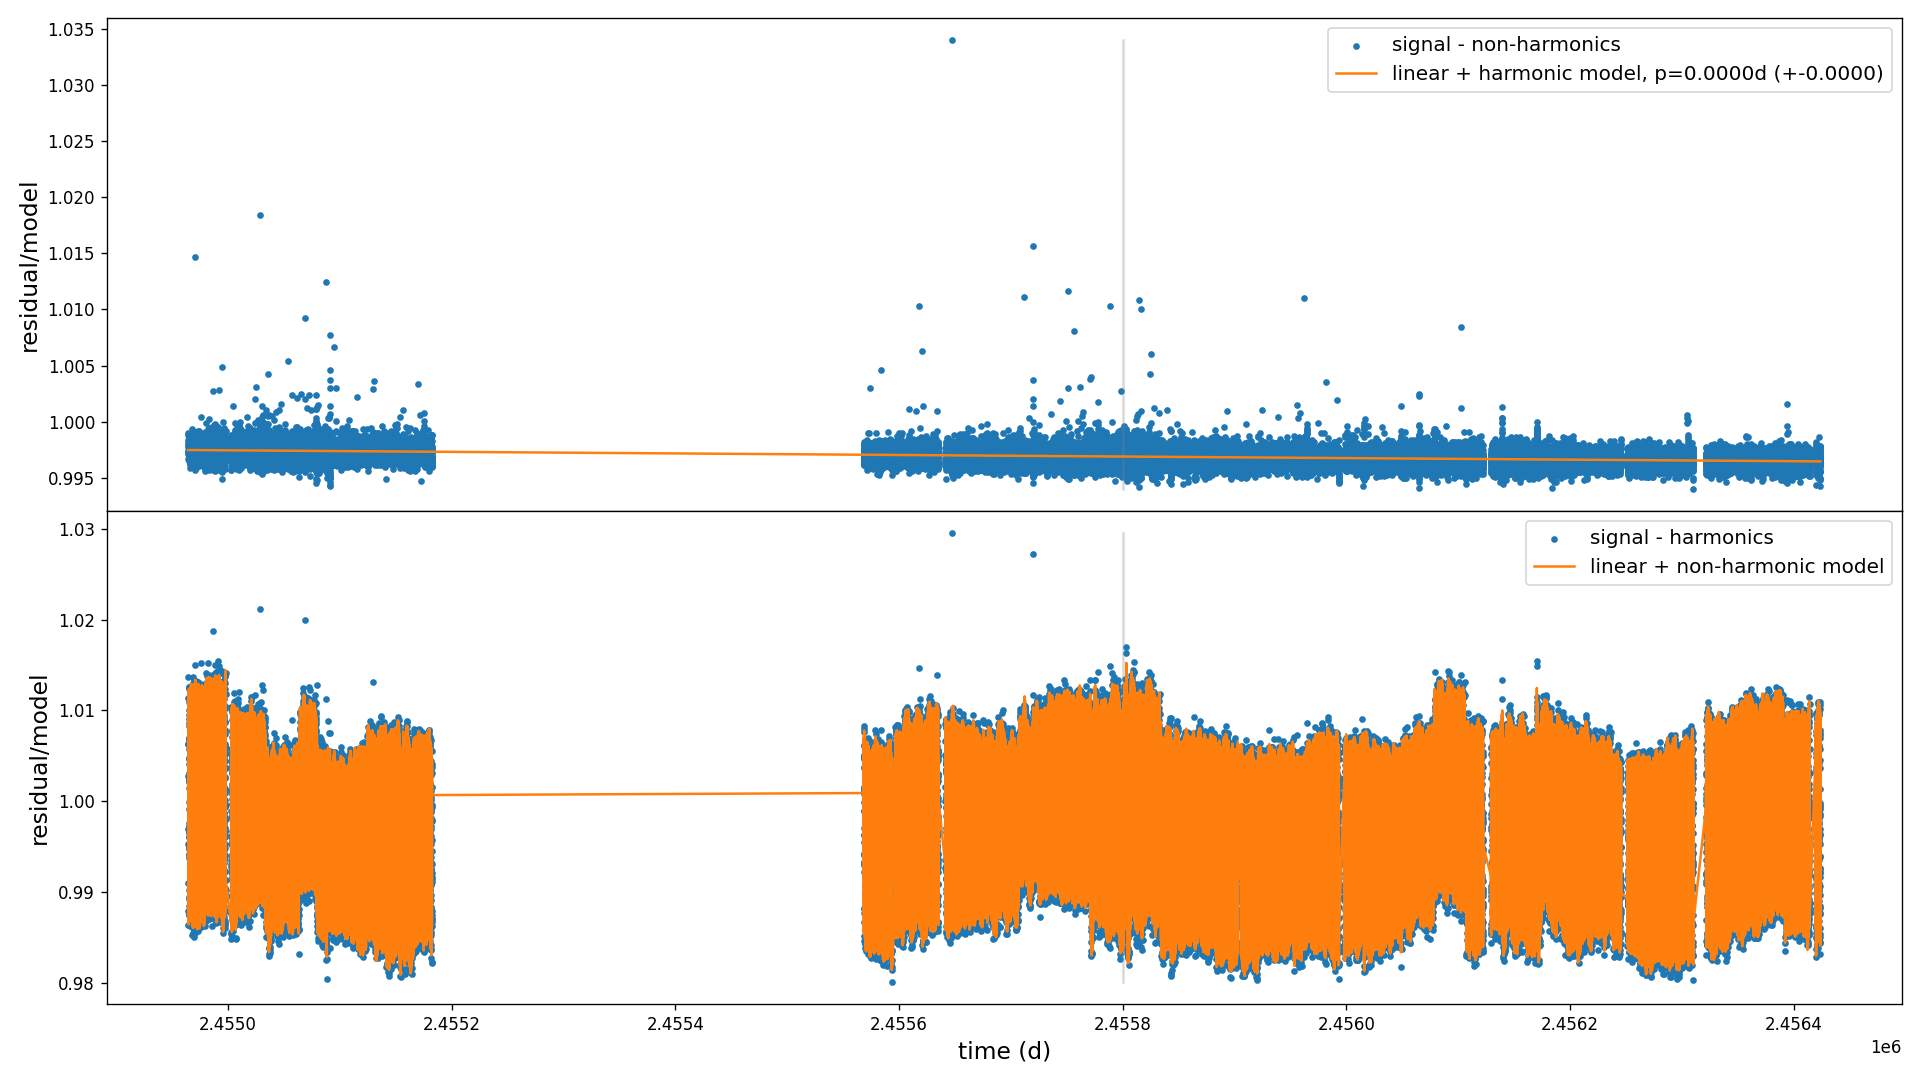 1.035
1.030
1.025
1.020
1.015
1.010
1.005
1.000
0.995
residual/model
signal - non-harmonics
linear + harmonic model, p=0.0000d (+-0.0000)
1.03
1.02
1.01
1.00
0.99
0.98
residual/model
signal - harmonics
linear + non-harmonic model
2.4550
2.4552
2.4554
2.4556
2.4558
2.4560
2.4562
2.4564
time (d)
1e6